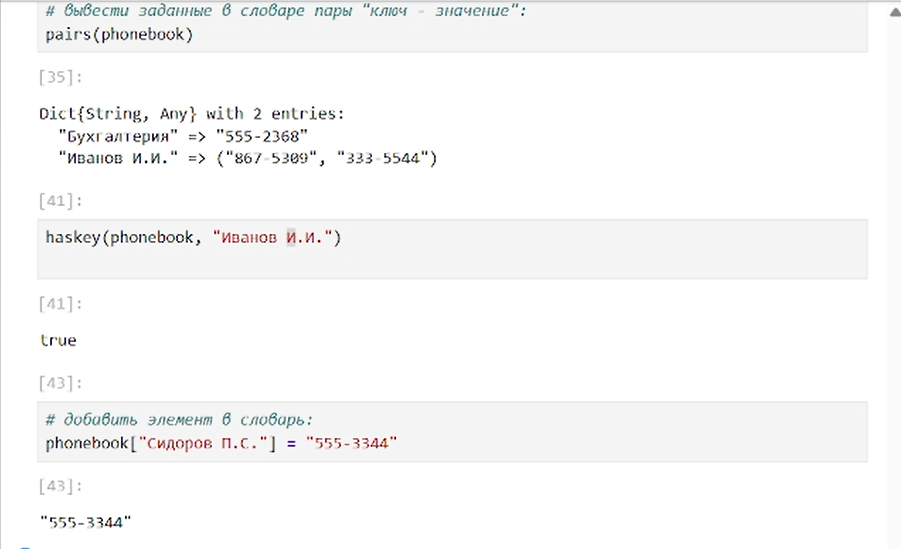 # вывести заданные в словаре пары "ключ - значение":
pairs(phonebook)
[35]:
Dict{String, Any} with 2 entries:
"Бухгалтерия" => "555-2368"
"Иванов И.И." => ("867-5309", "333-5544")
[41]:
haskey(phonebook, "Иванов И.И.")
[41]:
true
[43]:
# добавить элемент в словарь:
phonebook["Сидоров П.С."] = "555-3344"
[43]:
"555-3344"